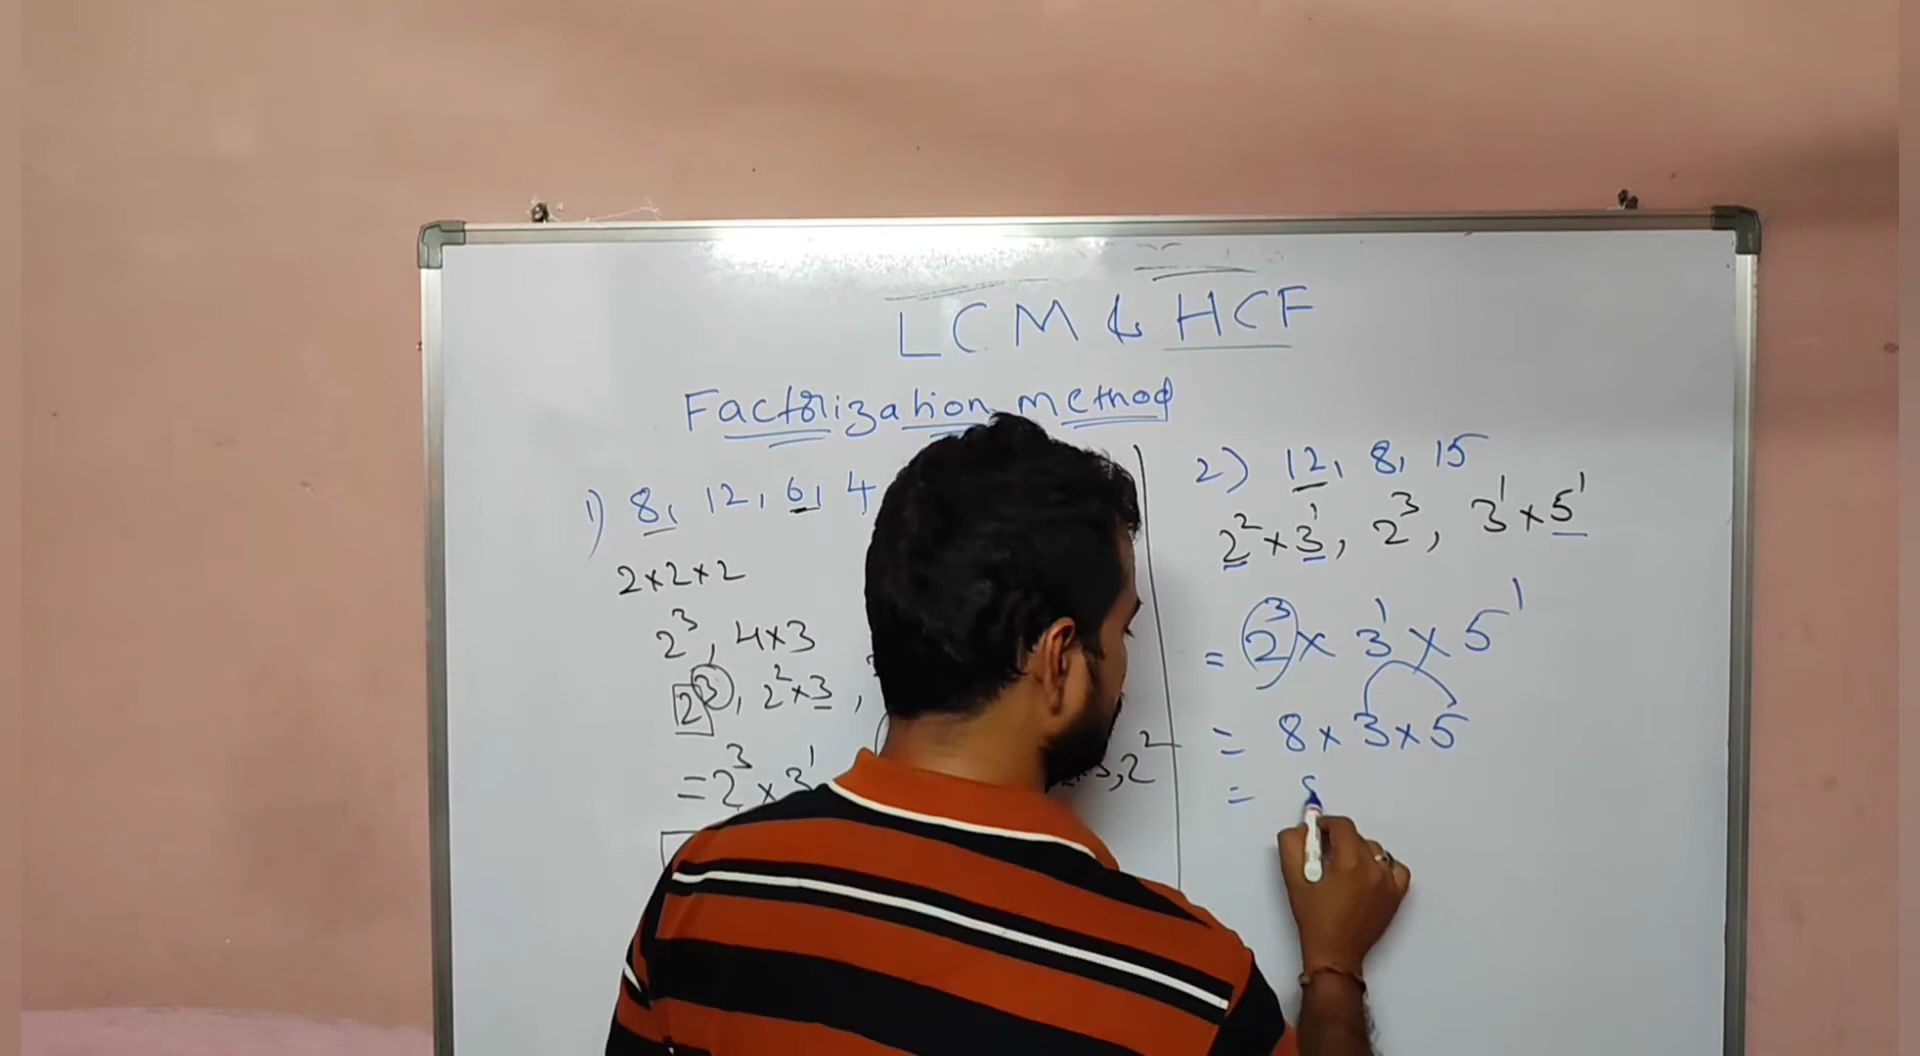 LCM & HCF
Factorization method
1) 8, 12, 6, 4
2×2×2
2³, 4×3
2³, 2²×3,
= 2³ × 3¹
, 2²
2) 12, 8, 15
2² × 3¹, 2³, 3¹ × 5¹
= 2³ × 3¹ × 5¹
= 8 × 3 × 5
=